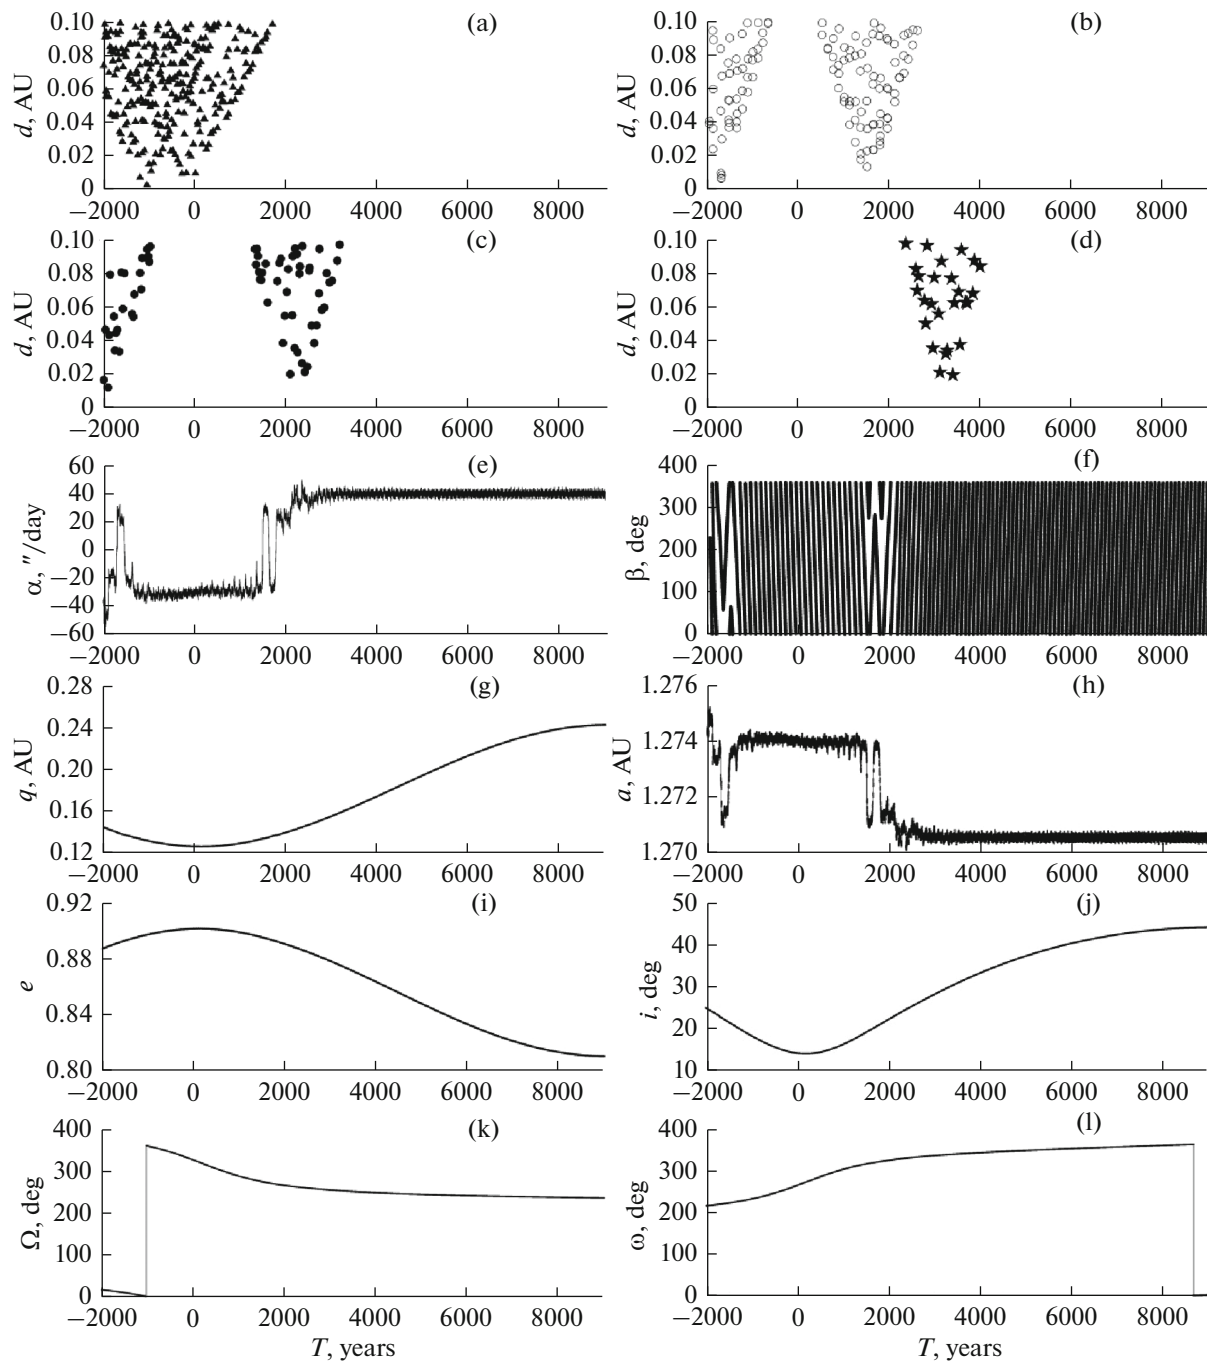 (a)
0.10
0.08
0.06
0.04
0.02
0
d, AU
−2000 0 2000 4000 6000 8000
(b)
0.10
0.08
0.06
0.04
0.02
0
d, AU
−2000 0 2000 4000 6000 8000
(c)
0.10
0.08
0.06
0.04
0.02
0
d, AU
−2000 0 2000 4000 6000 8000
(d)
0.10
0.08
0.06
0.04
0.02
0
d, AU
−2000 0 2000 4000 6000 8000
(e)
60
40
20
0
−20
−40
−60
α, ″/day
−2000 0 2000 4000 6000 8000
(f)
400
300
200
100
0
β, deg
−2000 0 2000 4000 6000 8000
(g)
0.28
0.24
0.20
0.16
0.12
q, AU
−2000 0 2000 4000 6000 8000
(h)
1.276
1.274
1.272
1.270
a, AU
−2000 0 2000 4000 6000 8000
(i)
0.92
0.88
0.84
0.80
e
−2000 0 2000 4000 6000 8000
(j)
50
40
30
20
10
i, deg
−2000 0 2000 4000 6000 8000
(k)
400
300
200
100
0
Ω, deg
−2000 0 2000 4000 6000 8000
T, years
(l)
400
300
200
100
0
ω, deg
−2000 0 2000 4000 6000 8000
T, years